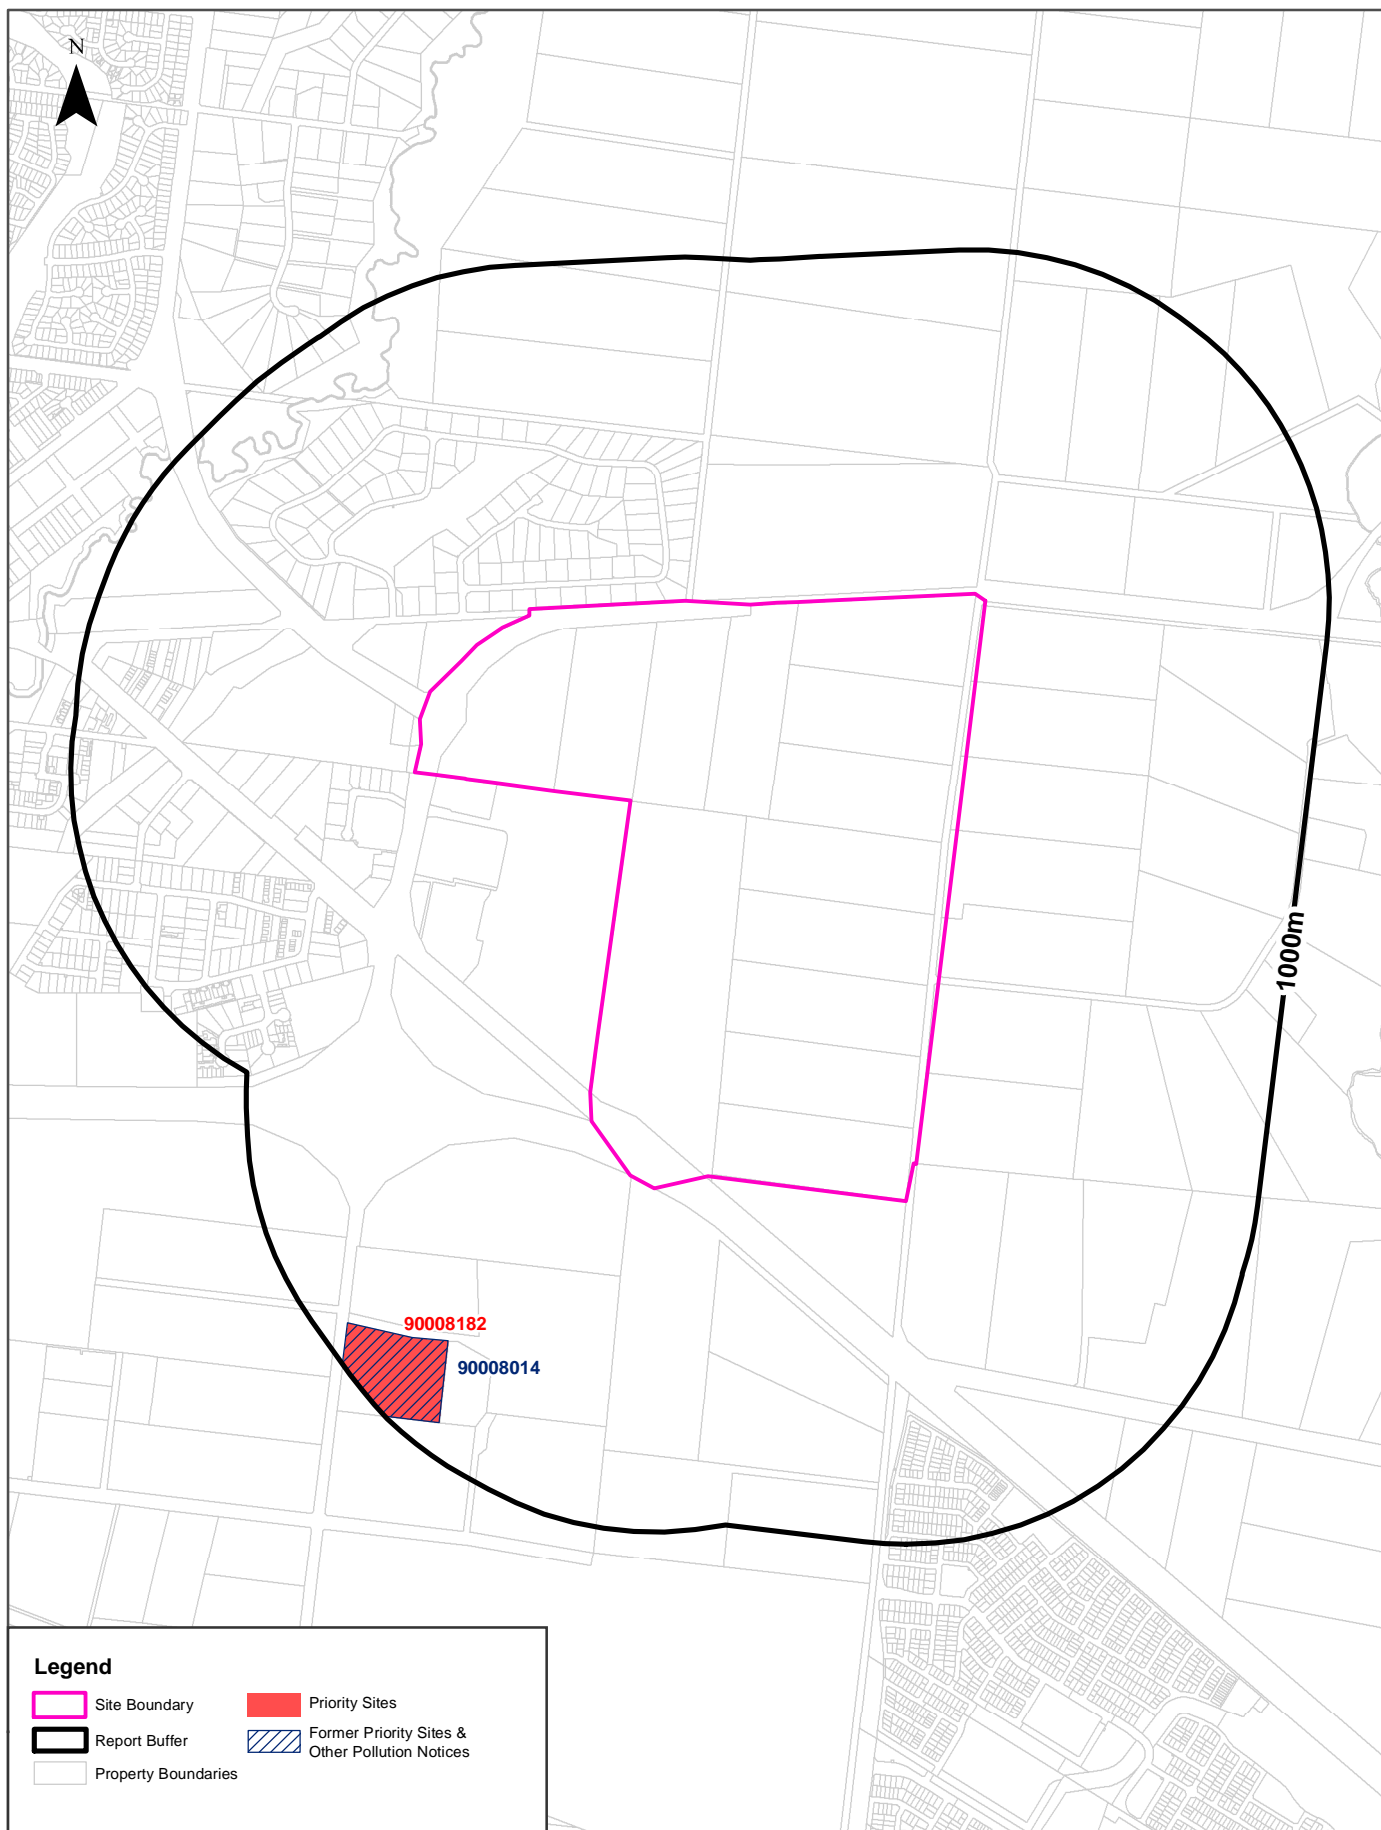 N
1000m
90008182
90008014
Legend
Site Boundary
Report Buffer
Property Boundaries
Priority Sites
Former Priority Sites &
Other Pollution Notices